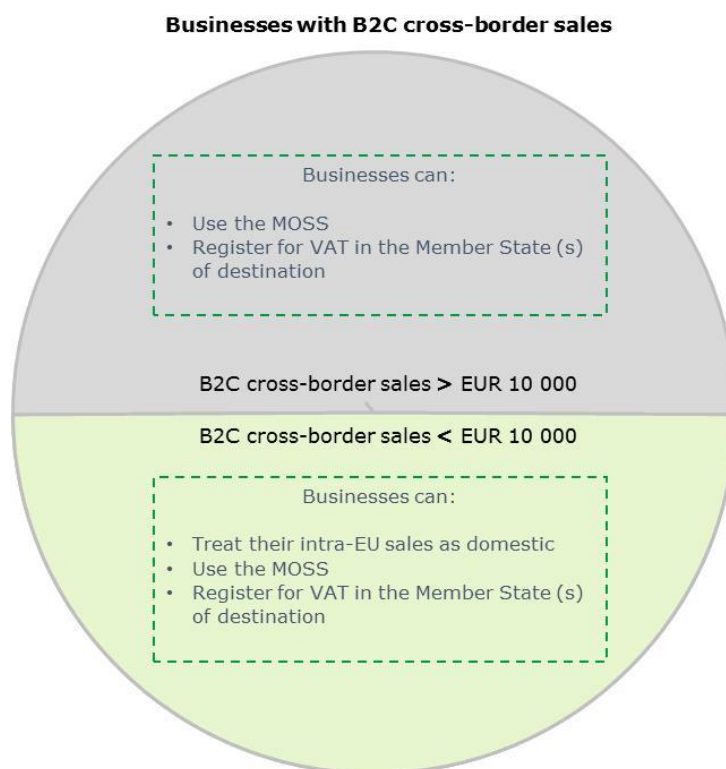 Businesses with B2C cross-border sales
Businesses can:
• Use the MOSS
• Register for VAT in the Member State (s)
of destination
B2C cross-border sales > EUR 10 000
B2C cross-border sales < EUR 10 000
Businesses can:
• Treat their intra-EU sales as domestic
• Use the MOSS
• Register for VAT in the Member State (s)
of destination